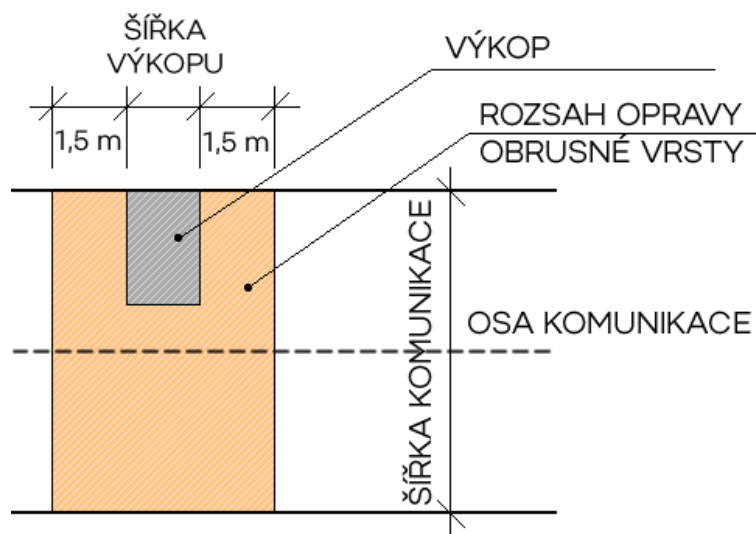 ŠÍŘKA
VÝKOPU
1,5 m
1,5 m
VÝKOP
ROZSAH OPRAVY
OBRUSNÉ VRSTY
ŠÍŘKA KOMUNIKACE
OSA KOMUNIKACE